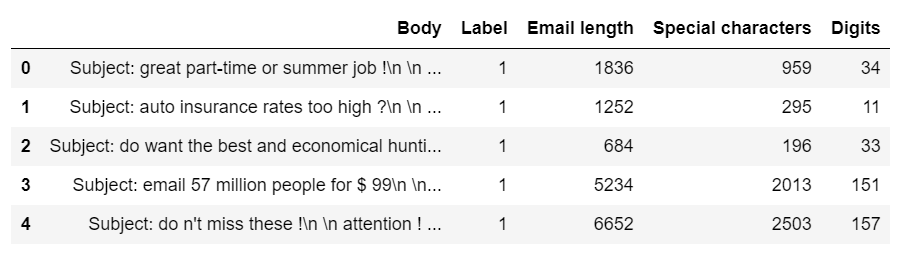 Body Label Email length Special characters Digits
0 Subject: great part-time or summer job !\n \n ... 1 1836 959 34
1 Subject: auto insurance rates too high ?\n \n ... 1 1252 295 11
2 Subject: do want the best and economical hunti... 1 684 196 33
3 Subject: email 57 million people for $ 99\n \n... 1 5234 2013 151
4 Subject: do n't miss these !\n \n attention ! ... 1 6652 2503 157